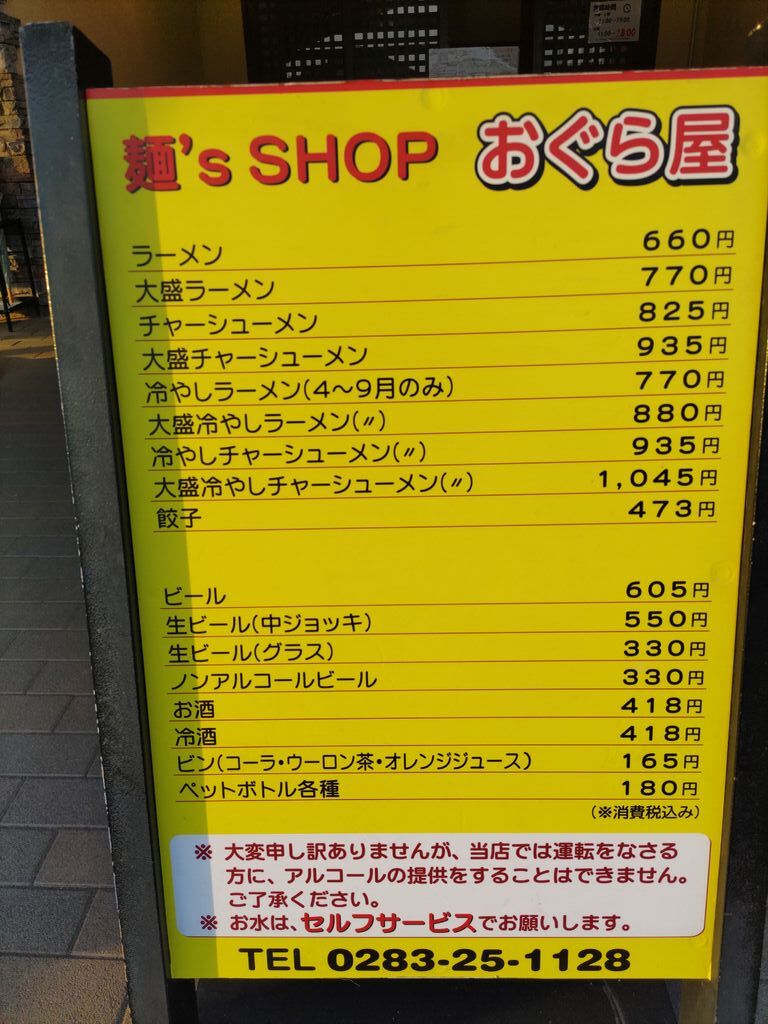 営業時間
11:00～19:00
11:00～18:00
麺's SHOP おぐら屋
ラーメン 660円
大盛ラーメン 770円
チャーシューメン 825円
大盛チャーシューメン 935円
冷やしラーメン(4～9月のみ) 770円
大盛冷やしラーメン(〃) 880円
冷やしチャーシューメン(〃) 935円
大盛冷やしチャーシューメン(〃) 1,045円
餃子 473円
ビール 605円
生ビール(中ジョッキ) 550円
生ビール(グラス) 330円
ノンアルコールビール 330円
お酒 418円
冷酒 418円
ビン(コーラ・ウーロン茶・オレンジジュース) 165円
ペットボトル各種 180円
(※消費税込み)
※ 大変申し訳ありませんが、当店では運転をなさる
方に、アルコールの提供をすることはできません。
ご了承ください。
※ お水は、セルフサービスでお願いします。
TEL 0283-25-1128